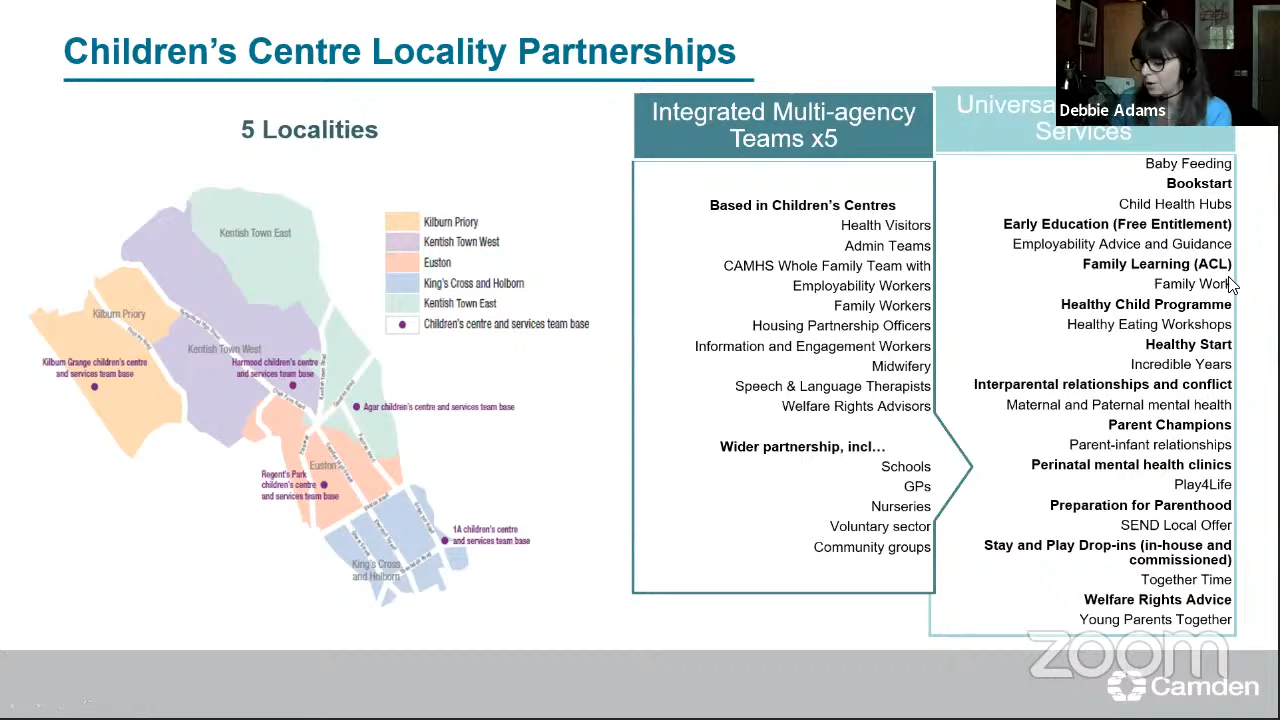 Children's Centre Locality Partnerships
Debbie Adams
5 Localities
Kentish Town East
Kilburn Priory
Kentish Town West
Kilburn Grange children's centre
and services team base
Harmood children's centre
and services team base
Agar children's centre and services team base
Euston
Regent's Park
children's centre
and services team base
1A children's centre
and services team base
King's Cross
and Holborn
Kilburn Priory
Kentish Town West
Euston
King's Cross and Holborn
Kentish Town East
Children's centre and services team base
Integrated Multi-agency
Teams x5
Based in Children's Centres
Health Visitors
Admin Teams
CAMHS Whole Family Team with
Employability Workers
Family Workers
Housing Partnership Officers
Information and Engagement Workers
Midwifery
Speech & Language Therapists
Welfare Rights Advisors
Wider partnership, incl…
Schools
GPs
Nurseries
Voluntary sector
Community groups
Services
Baby Feeding
Bookstart
Child Health Hubs
Early Education (Free Entitlement)
Employability Advice and Guidance
Family Learning (ACL)
Family Work
Healthy Child Programme
Healthy Eating Workshops
Healthy Start
Incredible Years
Interparental relationships and conflict
Maternal and Paternal mental health
Parent Champions
Parent-infant relationships
Perinatal mental health clinics
Play4Life
Preparation for Parenthood
SEND Local Offer
Stay and Play Drop-ins (in-house and
commissioned)
Together Time
Welfare Rights Advice
Young Parents Together
zoom
Camden